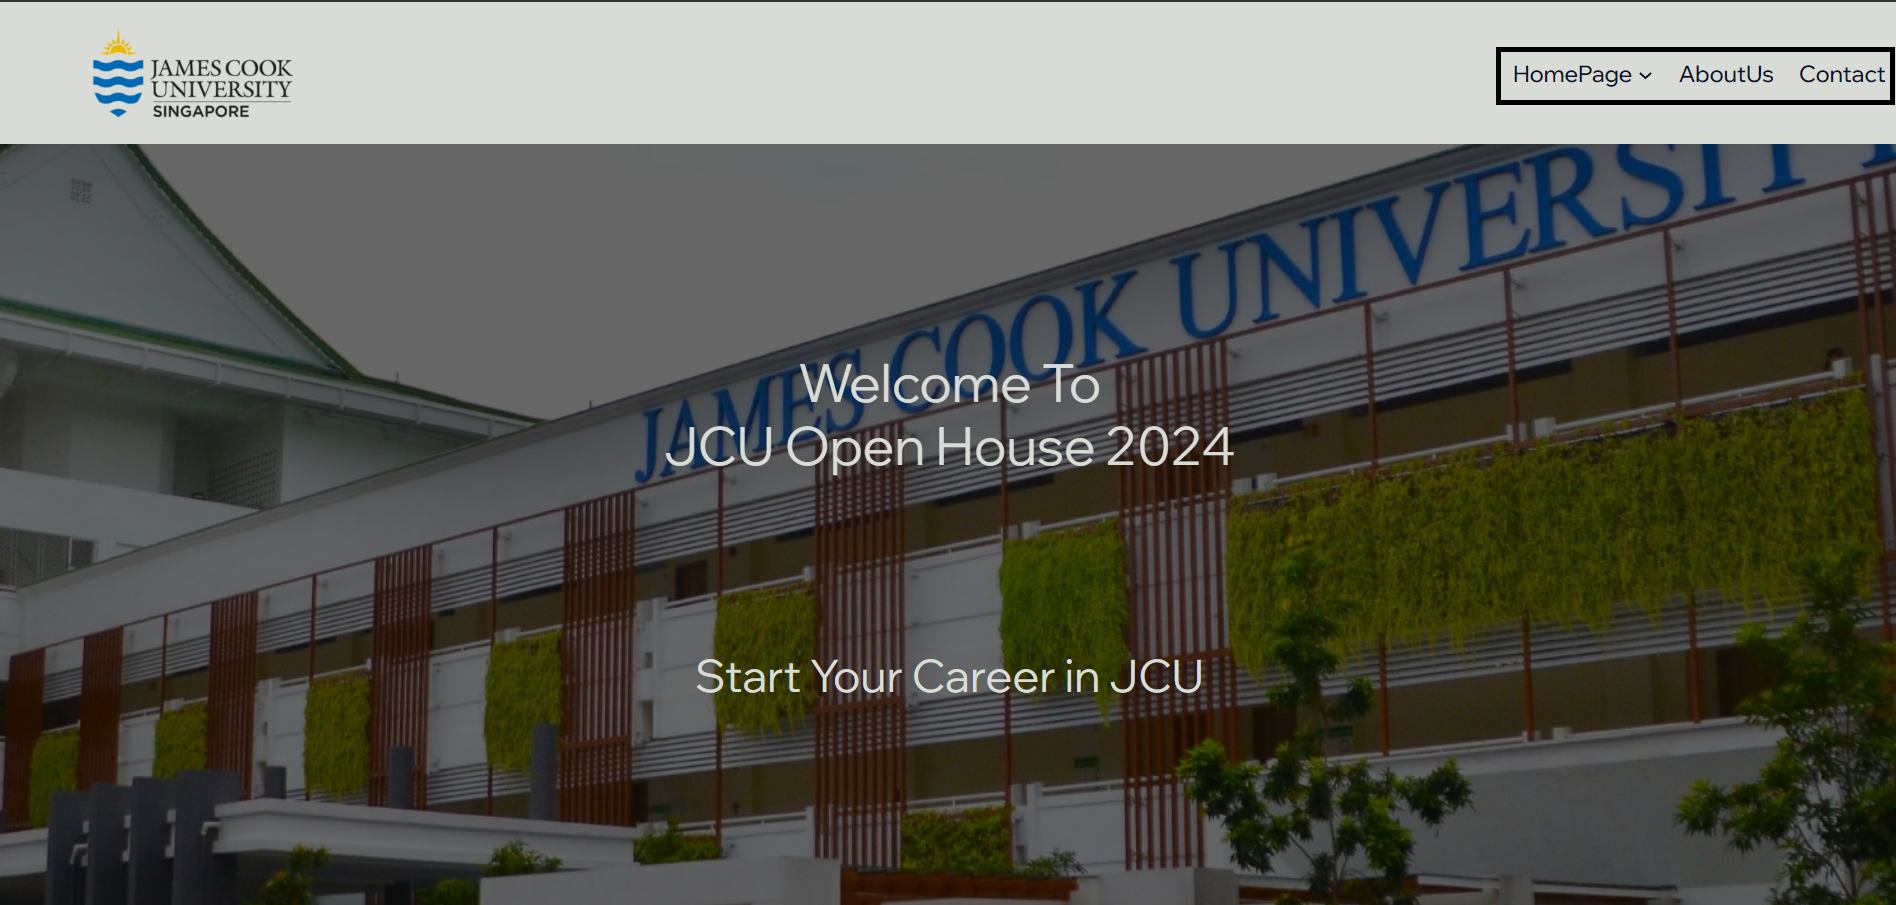 JAMES COOK
UNIVERSITY
SINGAPORE
HomePage AboutUs Contact
JAMES COOK UNIVERSIT
Welcome To
JCU Open House 2024
Start Your Career in JCU